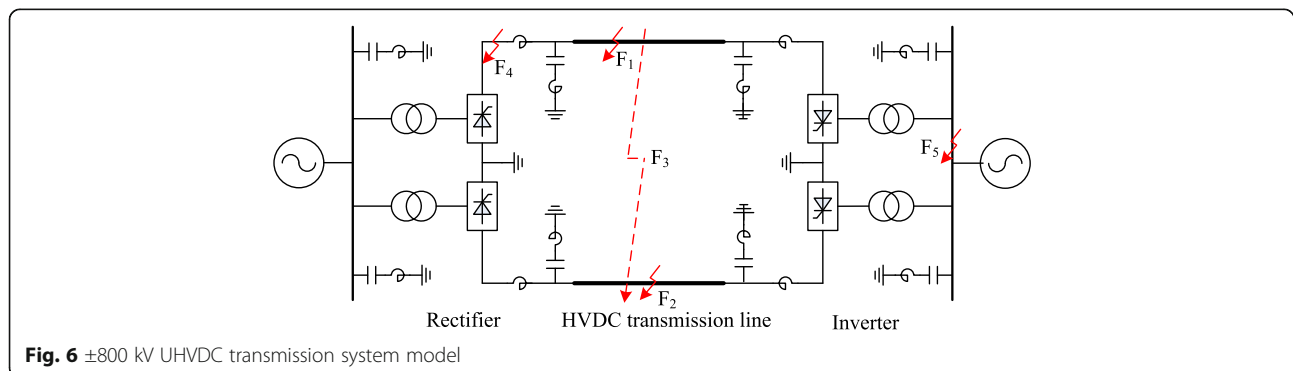 F₄
F₁
F₃
F₅
F₂
Rectifier
HVDC transmission line
Inverter
Fig. 6 ±800 kV UHVDC transmission system model